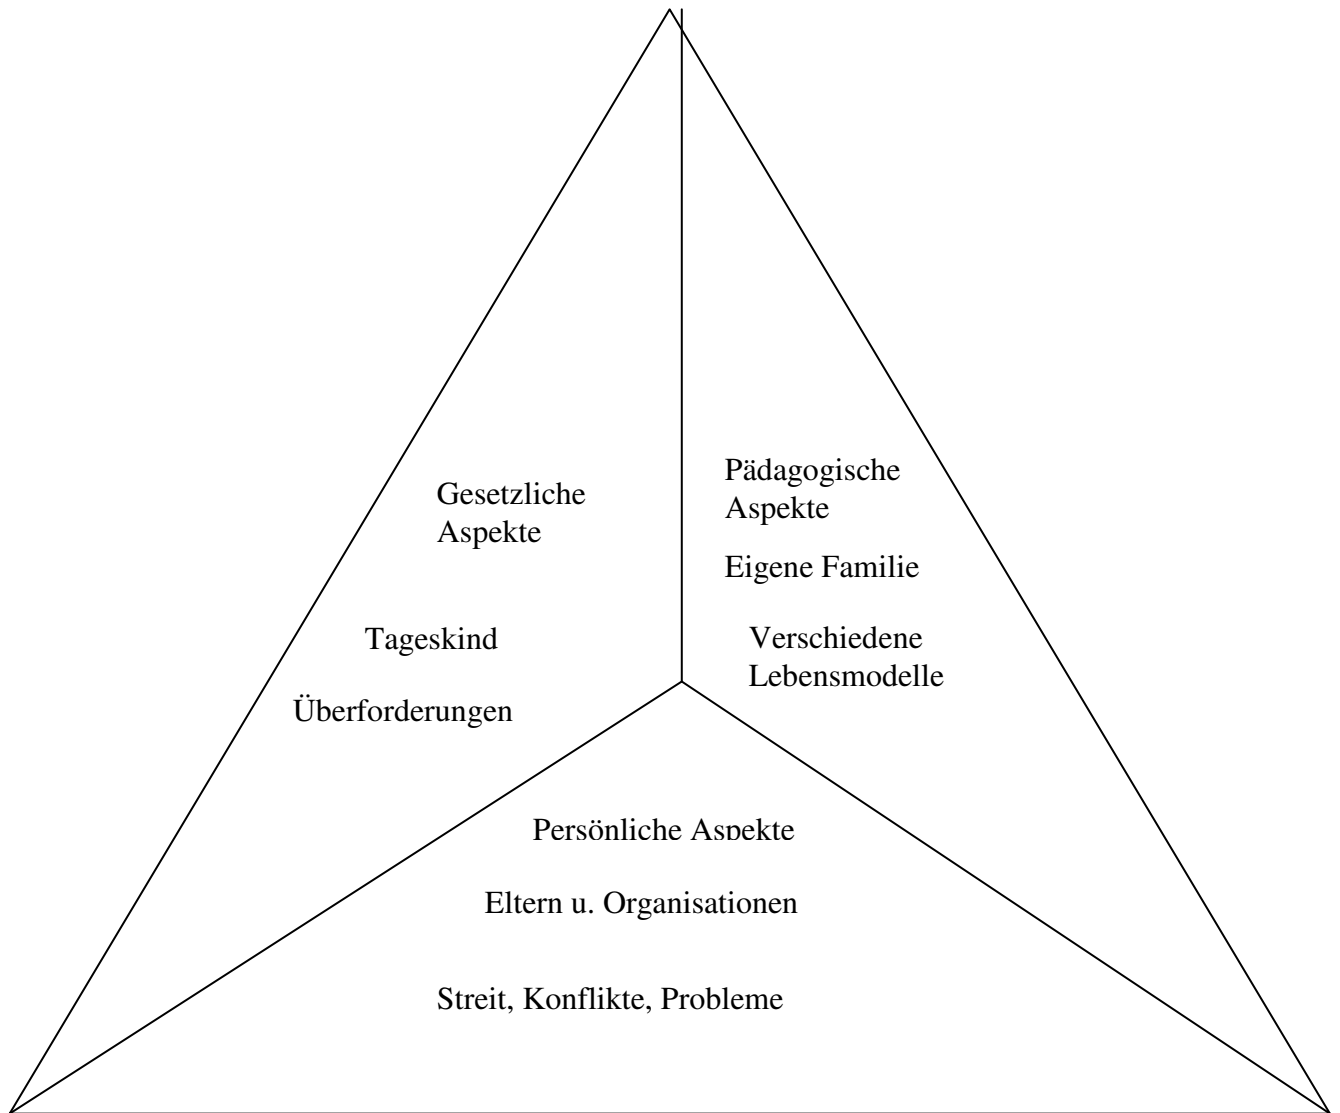 Gesetzliche
Aspekte
Tageskind
Überforderungen
Pädagogische
Aspekte
Eigene Familie
Verschiedene
Lebensmodelle
Persönliche Aspekte
Eltern u. Organisationen
Streit, Konflikte, Probleme